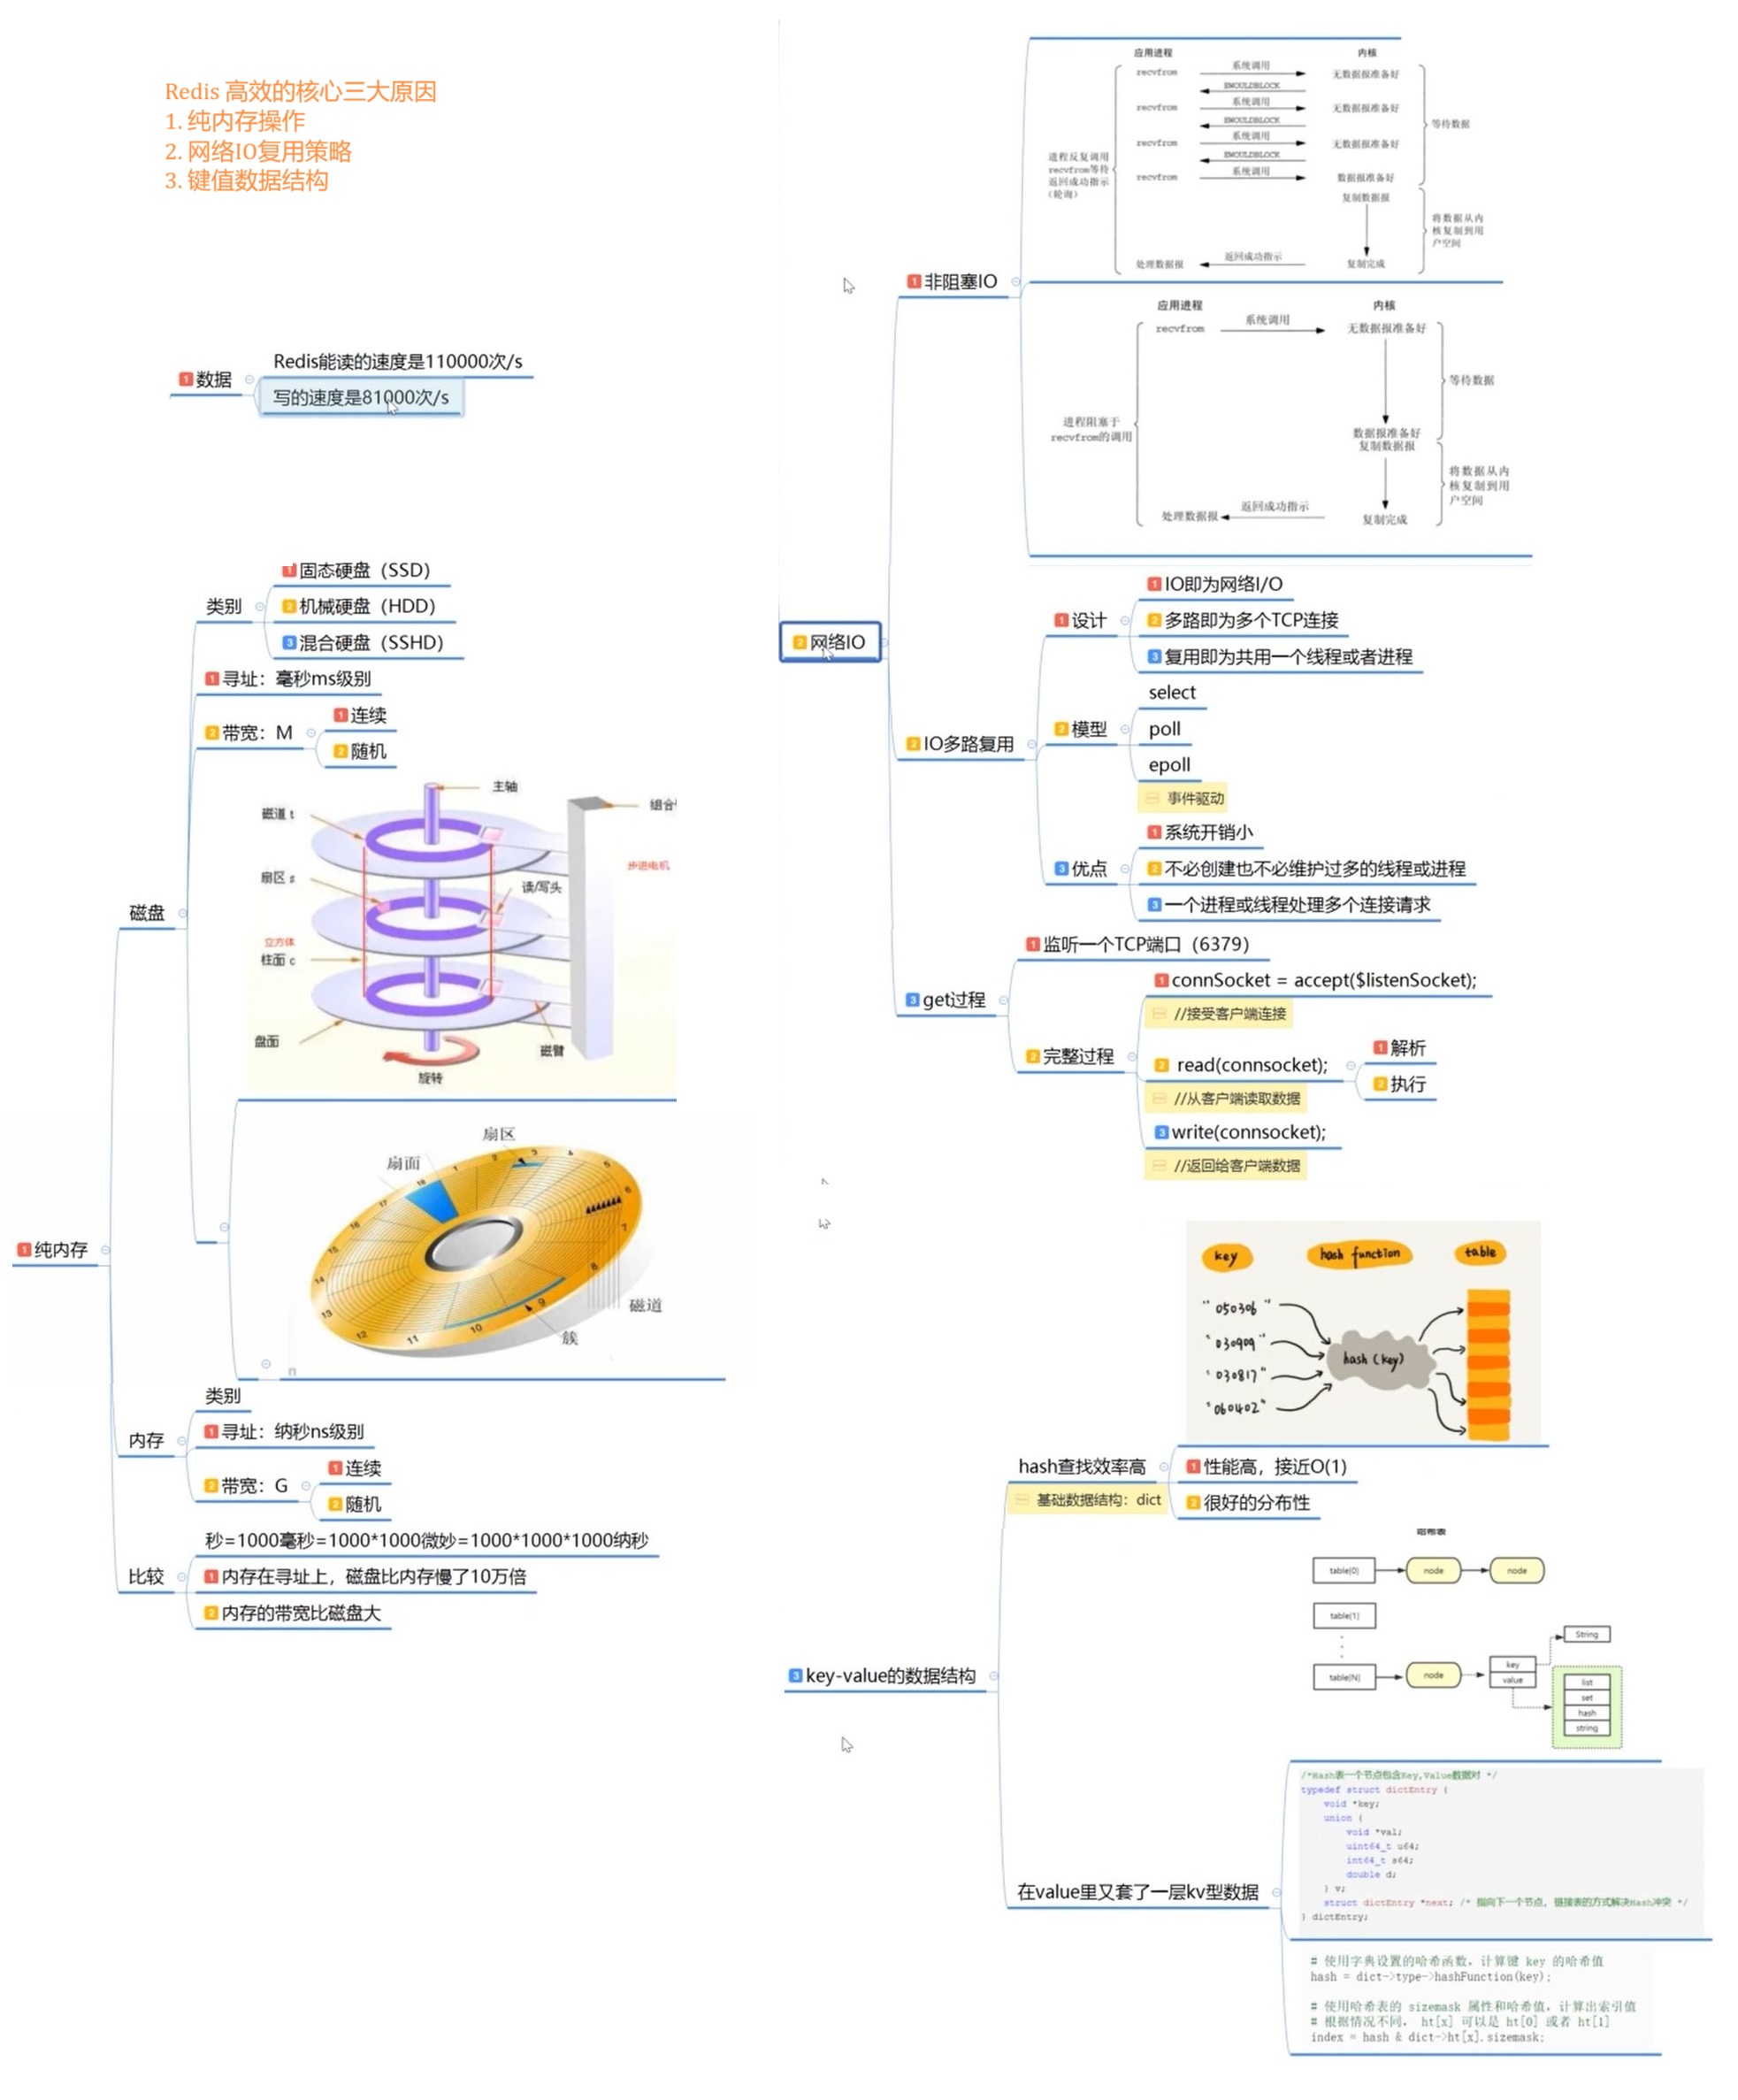 Redis 高效的核心三大原因
1. 纯内存操作
2. 网络IO复用策略
3. 键值数据结构
1 数据
Redis能读的速度是110000次/s
写的速度是81000次/s
1 纯内存
磁盘
类别
1 固态硬盘（SSD）
2 机械硬盘（HDD）
3 混合硬盘（SSHD）
1 寻址：毫秒ms级别
2 带宽：M
1 连续
2 随机
主轴
磁道 t
组合
步进电机
扇区 s
读/写头
立方体
柱面 c
盘面
磁臂
旋转
扇区
扇面
1
2
3
4
5
6
7
8
9
10
11
12
13
14
15
16
17
18
磁道
簇
n
内存
类别
1 寻址：纳秒ns级别
2 带宽：G
1 连续
2 随机
比较
秒=1000毫秒=1000*1000微妙=1000*1000*1000纳秒
1 内存在寻址上，磁盘比内存慢了10万倍
2 内存的带宽比磁盘大
2 网络IO
1 非阻塞IO
应用进程
内核
recvfrom
系统调用
无数据报准备好
EWOULDBLOCK
recvfrom
系统调用
无数据报准备好
EWOULDBLOCK
等待数据
recvfrom
系统调用
无数据报准备好
进程反复调用
recvfrom等待
返回成功指示
（轮询）
EWOULDBLOCK
recvfrom
系统调用
数据报准备好
复制数据报
将数据从内
核复制到用
户空间
处理数据报
返回成功指示
复制完成
应用进程
内核
recvfrom
系统调用
无数据报准备好
等待数据
进程阻塞于
recvfrom的调用
数据报准备好
复制数据报
将数据从内
核复制到用
户空间
处理数据报
返回成功指示
复制完成
2 IO多路复用
1 设计
1 IO即为网络I/O
2 多路即为多个TCP连接
3 复用即为共用一个线程或者进程
2 模型
select
poll
epoll
事件驱动
3 优点
1 系统开销小
2 不必创建也不必维护过多的线程或进程
3 一个进程或线程处理多个连接请求
3 get过程
1 监听一个TCP端口（6379）
2 完整过程
1 connSocket = accept($listenSocket);
//接受客户端连接
2 read(connsocket);
1 解析
2 执行
//从客户端读取数据
3 write(connsocket);
//返回给客户端数据
3 key-value的数据结构
key
hash function
table
"050306"
"030909"
"030817"
"060402"
hash (key)
hash查找效率高
基础数据结构：dict
1 性能高，接近O(1)
2 很好的分布性
哈希表
table(0)
node
node
table(1)
table(N)
node
key
value
String
list
set
hash
string
在value里又套了一层kv型数据
/*Hash表一个节点包含Key,Value数据对 */
typedef struct dictEntry {
void *key;
union {
void *val;
uint64_t u64;
int64_t s64;
double d;
} v;
struct dictEntry *next; /* 指向下一个节点, 链接表的方式解决Hash冲突 */
} dictEntry;
# 使用字典设置的哈希函数，计算键 key 的哈希值
hash = dict->type->hashFunction(key);
# 使用哈希表的 sizemask 属性和哈希值，计算出索引值
# 根据情况不同， ht[x] 可以是 ht[0] 或者 ht[1]
index = hash & dict->ht[x].sizemask;